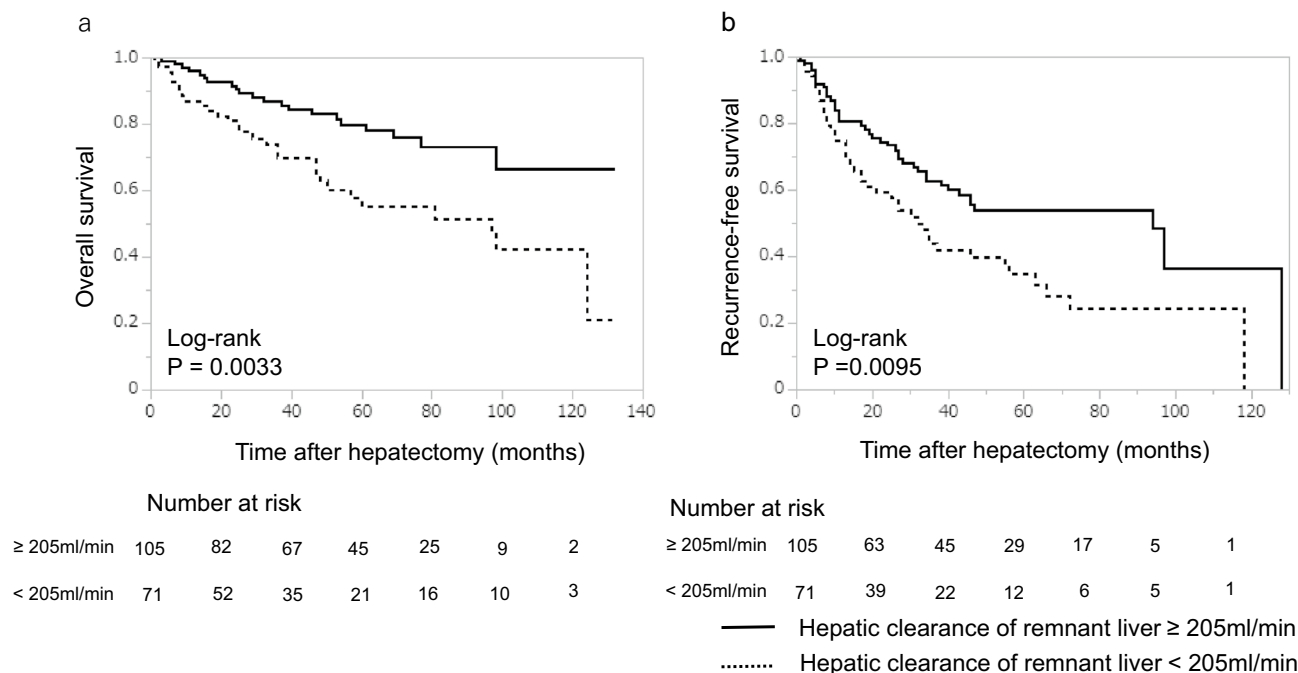 a
1.0
0.8
0.6
0.4
0.2
0
Overall survival
Log-rank
P = 0.0033
0 20 40 60 80 100 120 140
Time after hepatectomy (months)
Number at risk
≥ 205ml/min 105 82 67 45 25 9 2
< 205ml/min 71 52 35 21 16 10 3
b
1.0
0.8
0.6
0.4
0.2
0
Recurrence-free survival
Log-rank
P =0.0095
0 20 40 60 80 100 120
Time after hepatectomy (months)
Number at risk
≥ 205ml/min 105 63 45 29 17 5 1
< 205ml/min 71 39 22 12 6 5 1
Hepatic clearance of remnant liver ≥ 205ml/min
Hepatic clearance of remnant liver < 205ml/min